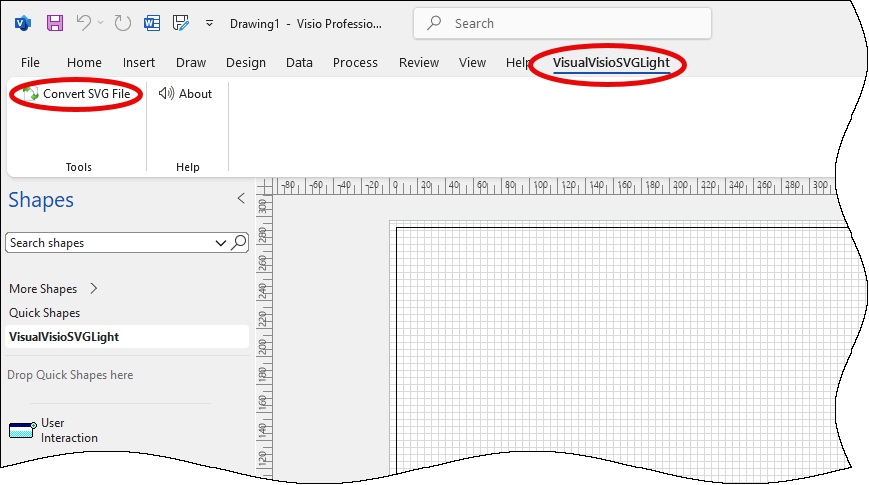 Drawing1 - Visio Professio...
Search
File Home Insert Draw Design Data Process Review View Help VisualVisioSVGLight
Convert SVG File
About
Tools
Help
Shapes
-80 -60 -40 -20 0 20 40 60 80 100 120 140 160 180 200 220 240 260 280 300
300
280
260
240
220
200
180
160
140
120
Search shapes
More Shapes
Quick Shapes
VisualVisioSVGLight
Drop Quick Shapes here
User
Interaction